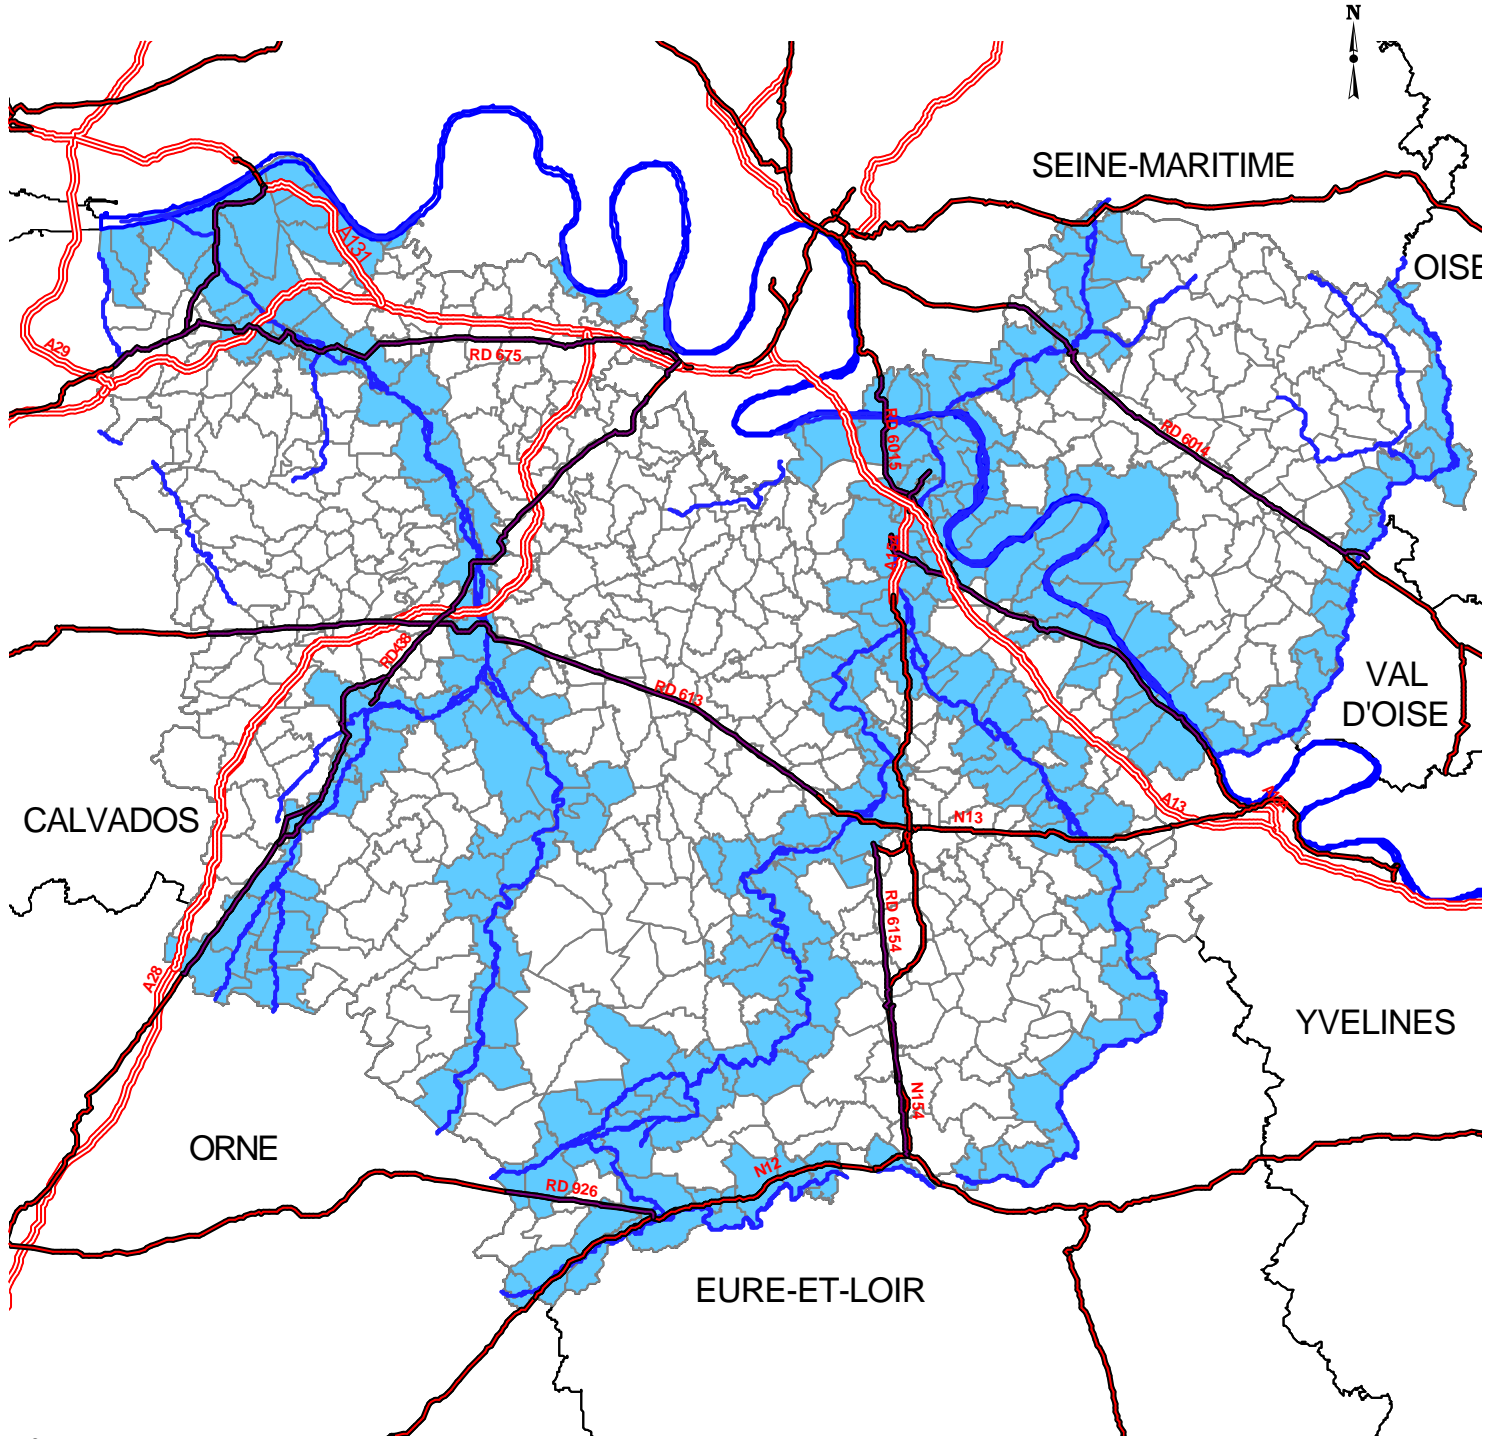 N
SEINE-MARITIME
OISE
A131
A29
RD 675
RD 6015
RD 6014
RD438
RD 613
VAL
D'OISE
CALVADOS
A13
N13
RD 6154
A28
YVELINES
N154
ORNE
N12
RD 926
EURE-ET-LOIR